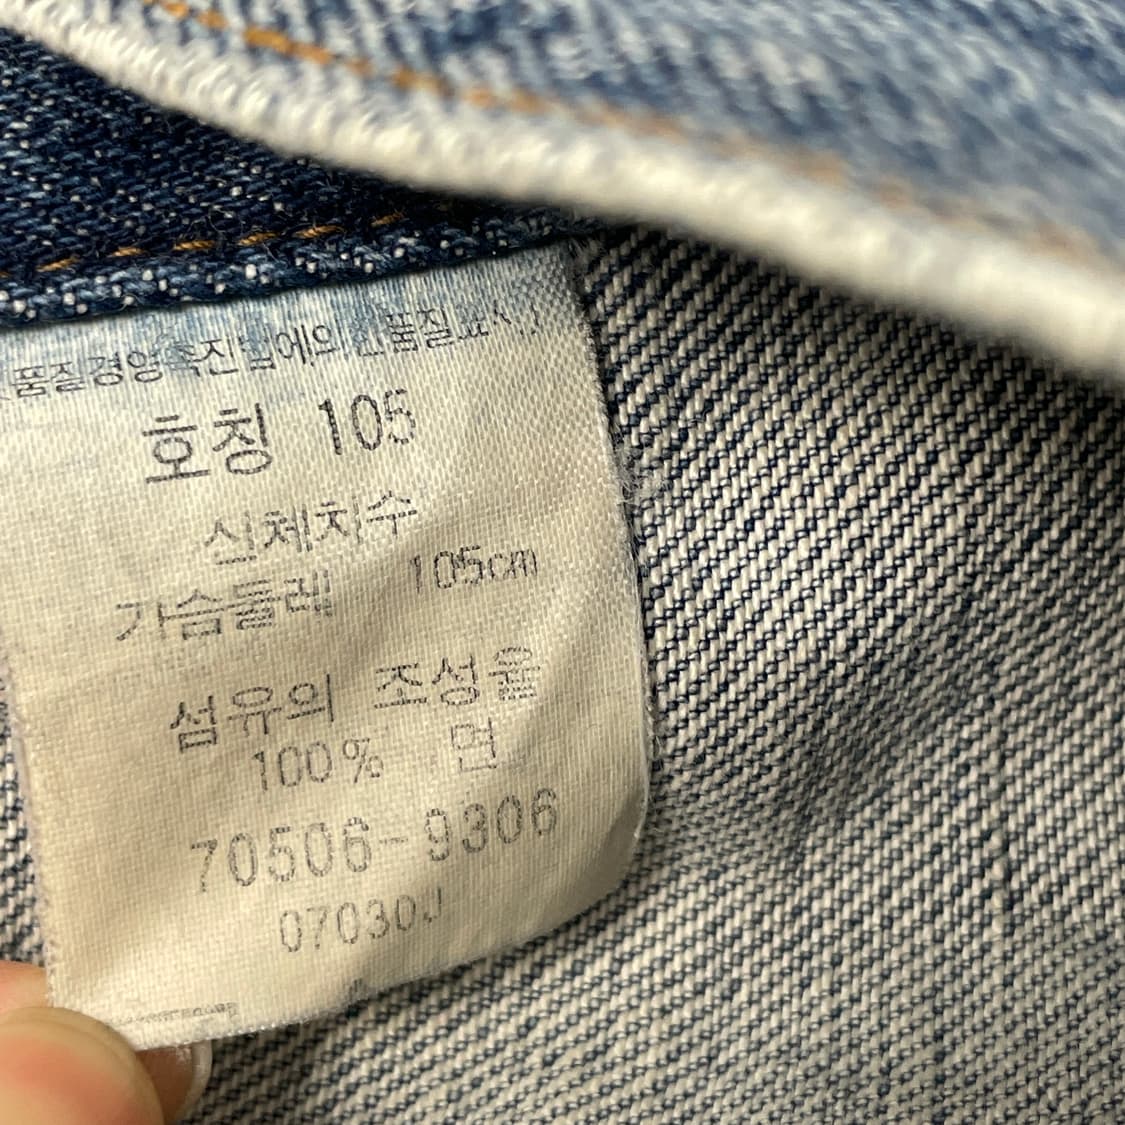 품질경영촉진법에의한품질표시
호칭 105
신체치수
가슴둘레 105cm
섬유의 조성율
100% 면
70506-9306
07030J